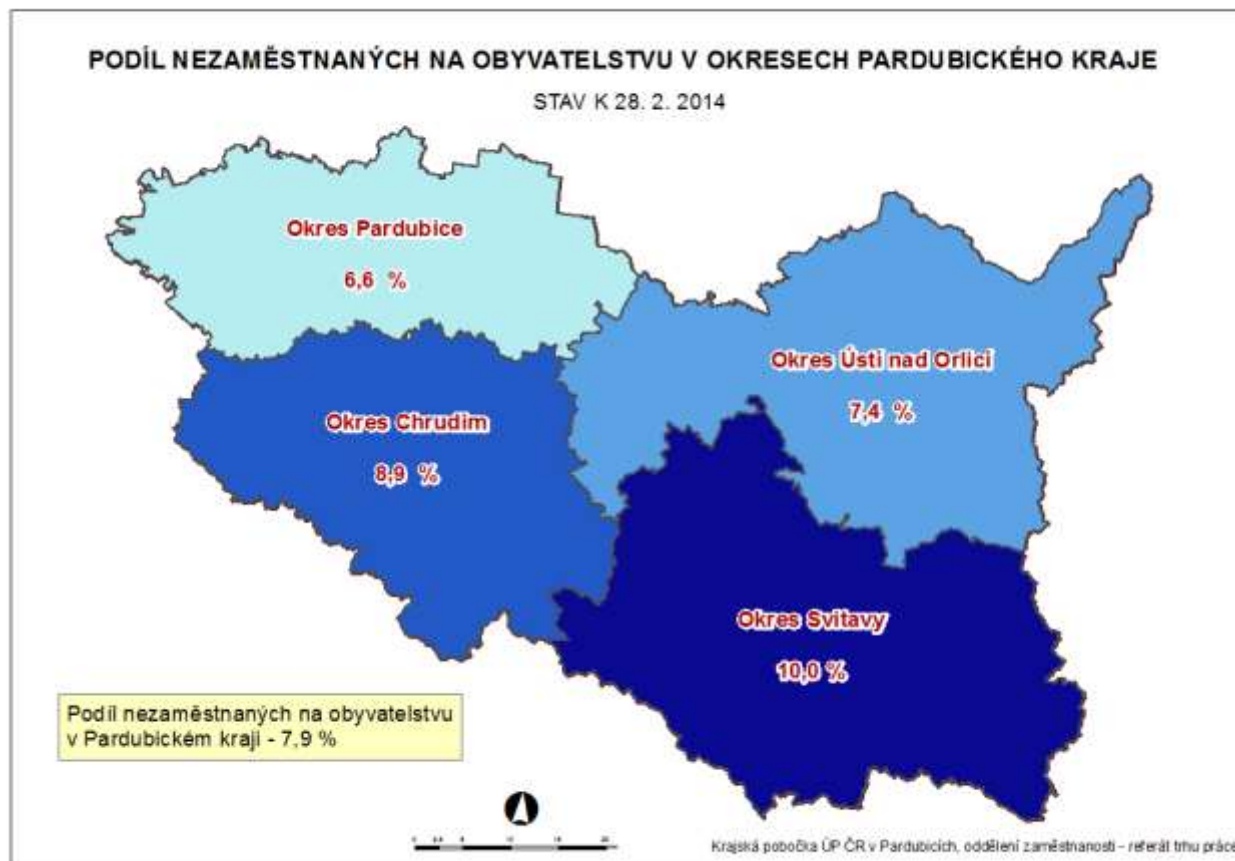 PODÍL NEZAMĚSTNANÝCH NA OBYVATELSTVU V OKRESECH PARDUBICKÉHO KRAJE
STAV K 28. 2. 2014
Okres Pardubice
6,6 %
Okres Ústí nad Orlicí
7,4 %
Okres Chrudim
8,9 %
Okres Svitavy
10,0 %
Podíl nezaměstnaných na obyvatelstvu
v Pardubickém kraji - 7,9 %
Krajská pobočka ÚP ČR v Pardubicích, oddělení zaměstnanosti – referát trhu práce